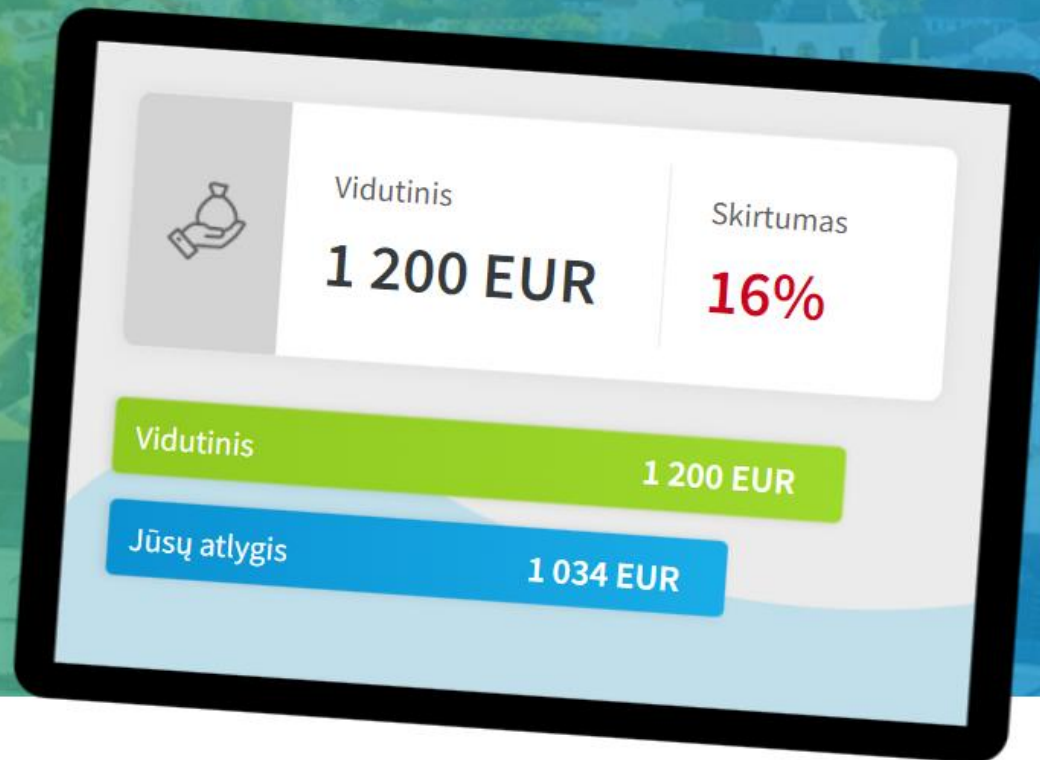 Vidutinis
1 200 EUR
Skirtumas
16%
Vidutinis 1 200 EUR
Jūsų atlygis 1 034 EUR